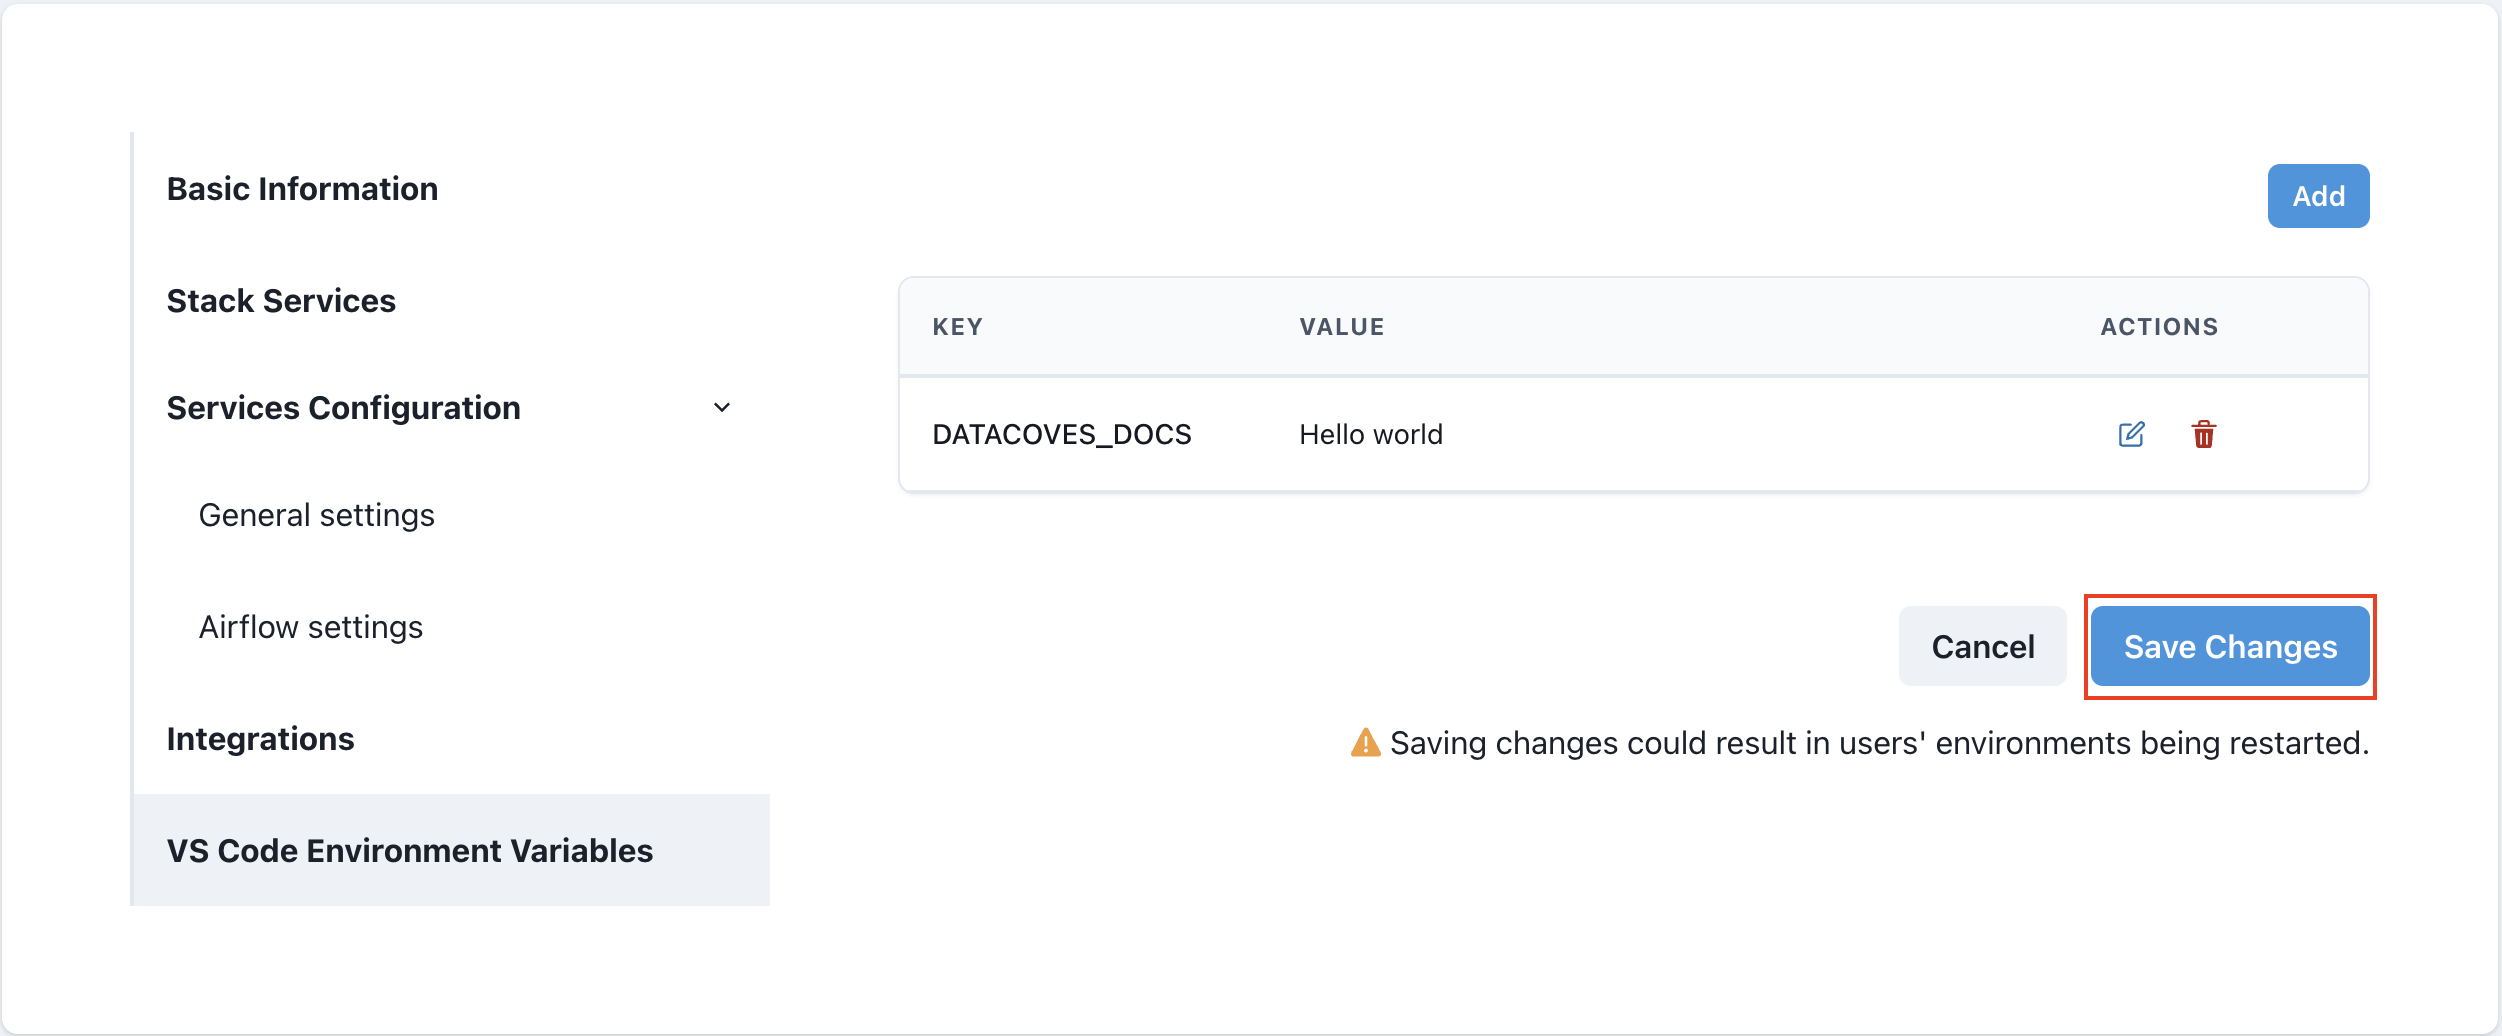 Basic Information
Stack Services
Services Configuration
General settings
Airflow settings
Integrations
VS Code Environment Variables
Add
KEY VALUE ACTIONS
DATACOVES_DOCS Hello world
Cancel Save Changes
Saving changes could result in users' environments being restarted.